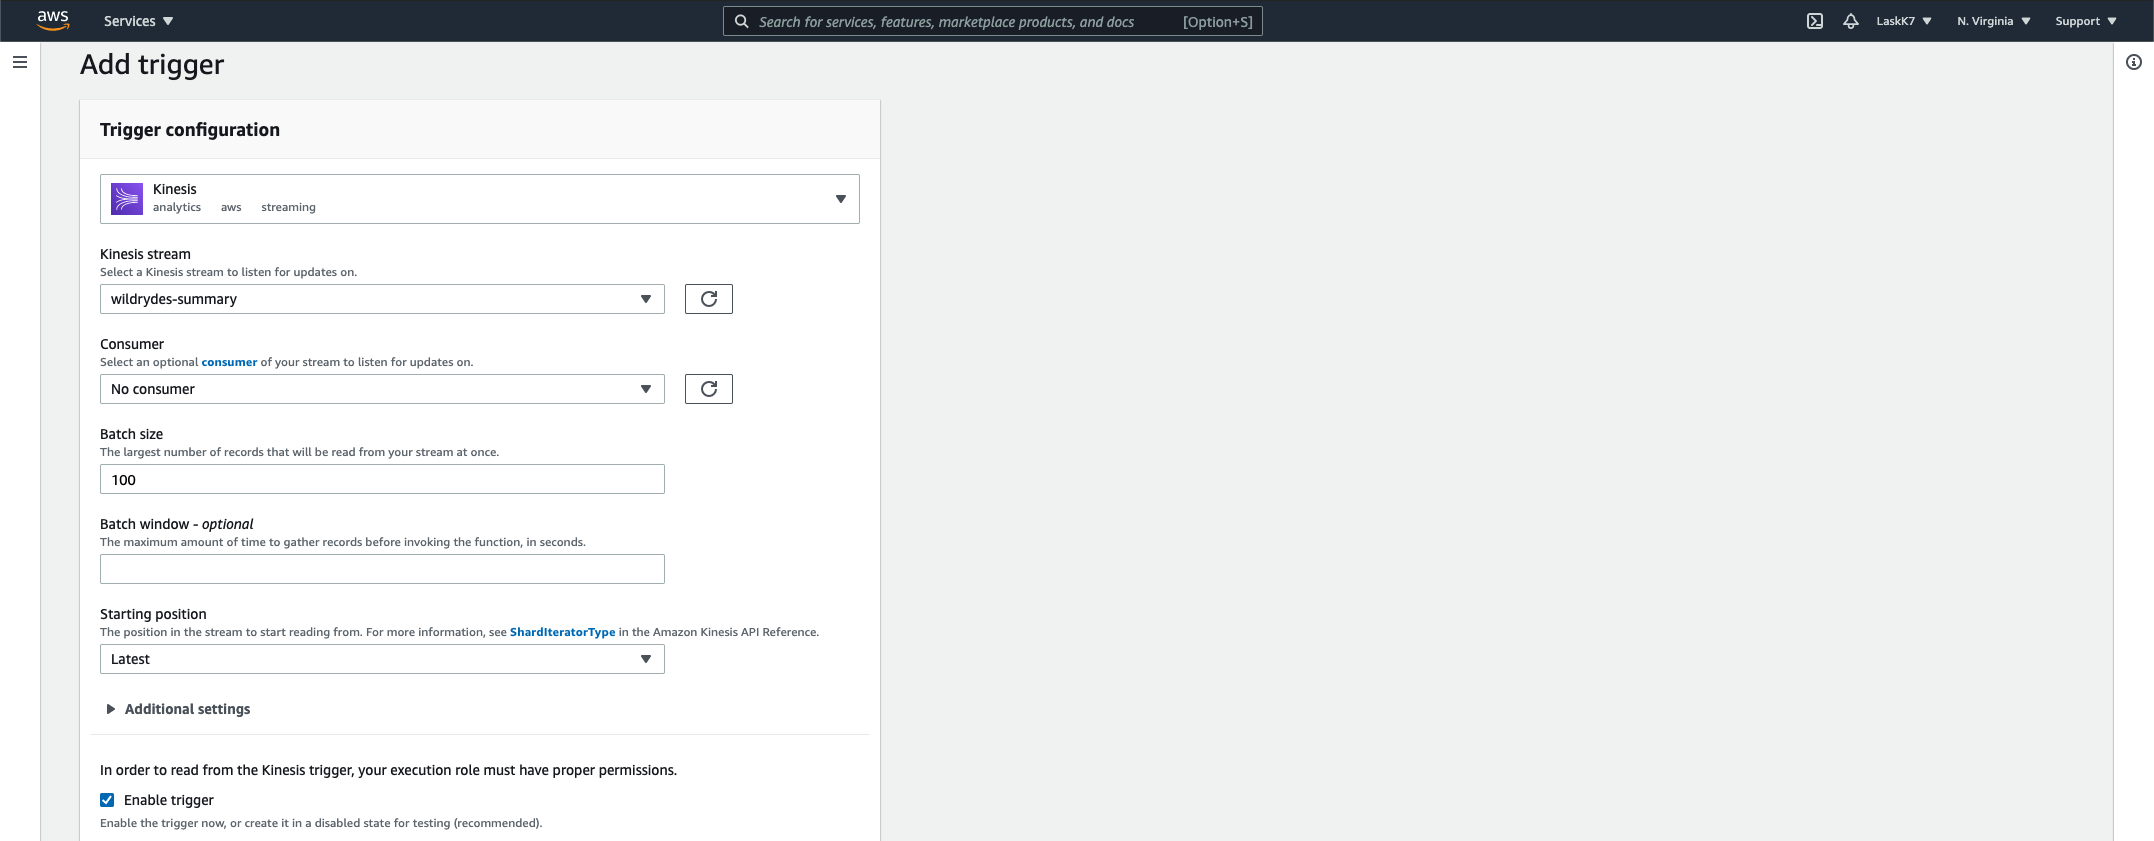 aws Services Search for services, features, marketplace products, and docs [Option+S] LaskK7 N. Virginia Support
Add trigger
Trigger configuration
Kinesis
analytics aws streaming
Kinesis stream
Select a Kinesis stream to listen for updates on.
wildrydes-summary
Consumer
Select an optional consumer of your stream to listen for updates on.
No consumer
Batch size
The largest number of records that will be read from your stream at once.
100
Batch window - optional
The maximum amount of time to gather records before invoking the function, in seconds.
Starting position
The position in the stream to start reading from. For more information, see ShardIteratorType in the Amazon Kinesis API Reference.
Latest
Additional settings
In order to read from the Kinesis trigger, your execution role must have proper permissions.
Enable trigger
Enable the trigger now, or create it in a disabled state for testing (recommended).